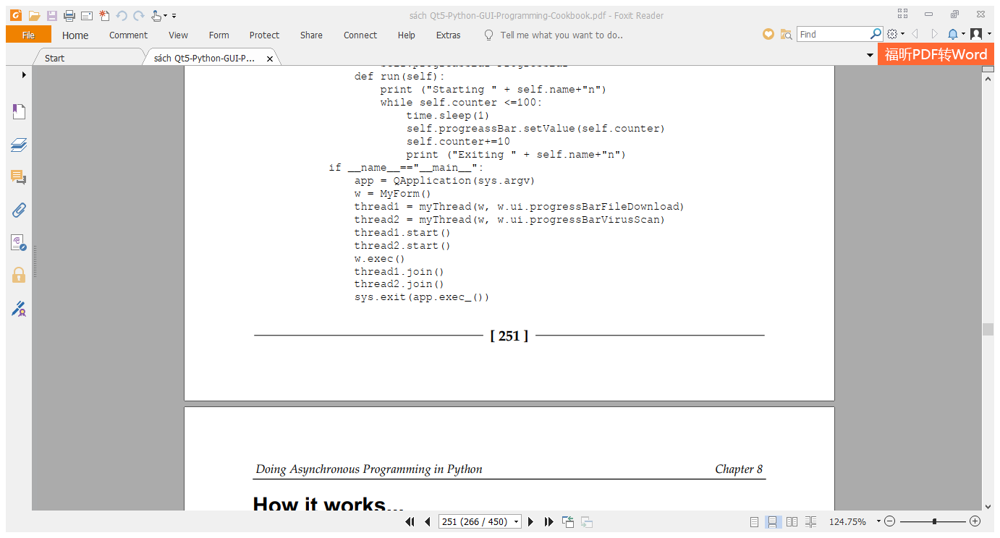 sách Qt5-Python-GUI-Programming-Cookbook.pdf - Foxit Reader
File Home Comment View Form Protect Share Connect Help Extras Tell me what you want to do.. Find
Start sách Qt5-Python-GUI-P... 福昕PDF转Word
def run(self):
print ("Starting " + self.name+"n")
while self.counter <=100:
time.sleep(1)
self.progreassBar.setValue(self.counter)
self.counter+=10
print ("Exiting " + self.name+"n")
if __name__=="__main__":
app = QApplication(sys.argv)
w = MyForm()
thread1 = myThread(w, w.ui.progressBarFileDownload)
thread2 = myThread(w, w.ui.progressBarVirusScan)
thread1.start()
thread2.start()
w.exec()
thread1.join()
thread2.join()
sys.exit(app.exec_())
[ 251 ]
Doing Asynchronous Programming in Python Chapter 8
How it works...
251 (266 / 450) 124.75%